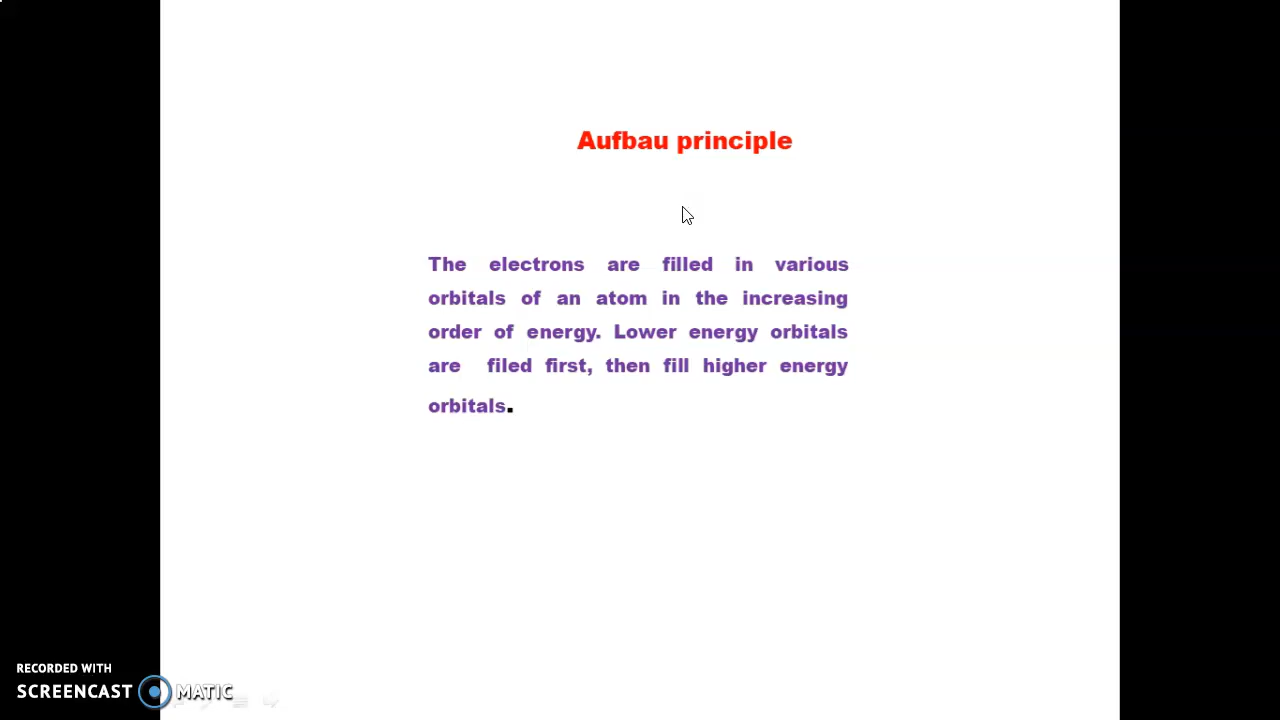 Aufbau principle
The electrons are filled in various
orbitals of an atom in the increasing
order of energy. Lower energy orbitals
are filed first, then fill higher energy
orbitals.
RECORDED WITH
SCREENCAST MATIC